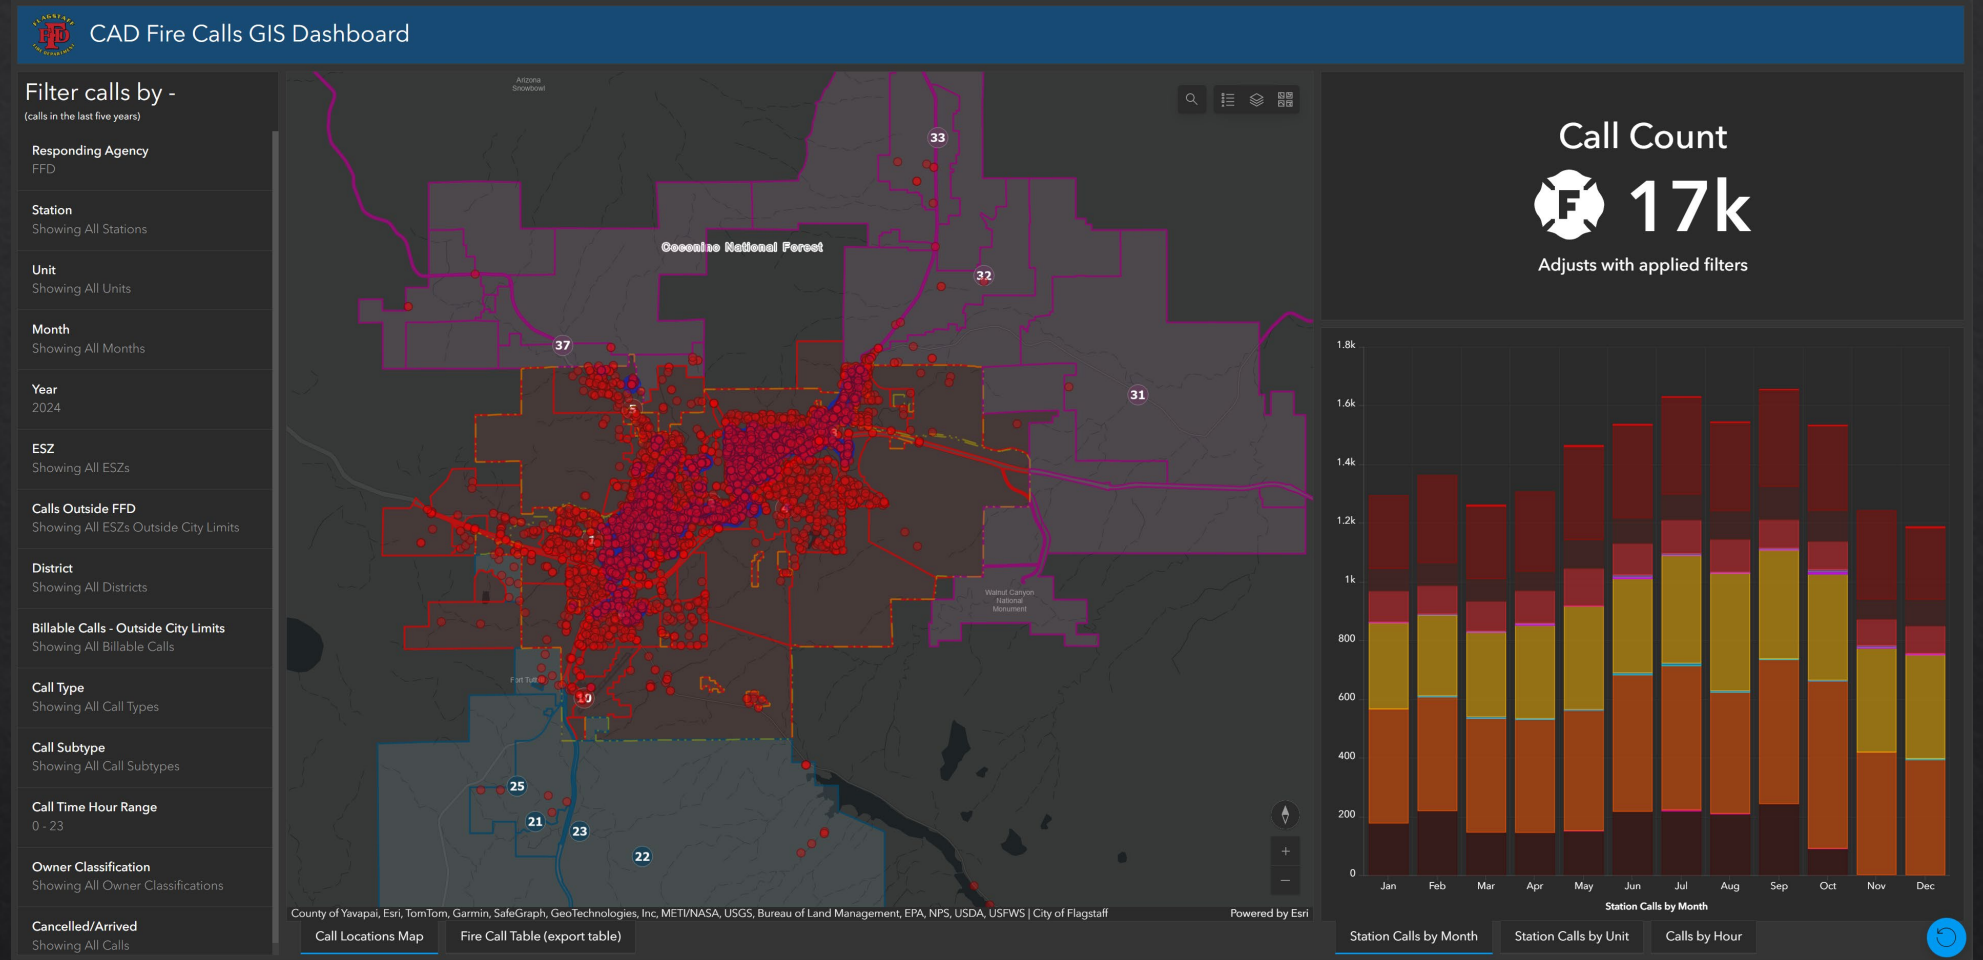 CAD Fire Calls GIS Dashboard
Filter calls by -
(calls in the last five years)
Responding Agency
FFD
Station
Showing All Stations
Unit
Showing All Units
Month
Showing All Months
Year
2024
ESZ
Showing All ESZs
Calls Outside FFD
Showing All ESZs Outside City Limits
District
Showing All Districts
Billable Calls - Outside City Limits
Showing All Billable Calls
Call Type
Showing All Call Types
Call Subtype
Showing All Call Subtypes
Call Time Hour Range
0 - 23
Owner Classification
Showing All Owner Classifications
Cancelled/Arrived
Showing All Calls
Arizona
Snowbowl
33
Coconino National Forest
32
37
31
5
3
4
1
Walnut Canyon
National
Monument
10
25
21
23
22
+
−
County of Yavapai, Esri, TomTom, Garmin, SafeGraph, GeoTechnologies, Inc, METI/NASA, USGS, Bureau of Land Management, EPA, NPS, USDA, USFWS | City of Flagstaff
Powered by Esri
Call Locations Map
Fire Call Table (export table)
Call Count
F 17k
Adjusts with applied filters
1.8k
1.6k
1.4k
1.2k
1k
800
600
400
200
0
Jan Feb Mar Apr May Jun Jul Aug Sep Oct Nov Dec
Station Calls by Month
Station Calls by Month
Station Calls by Unit
Calls by Hour